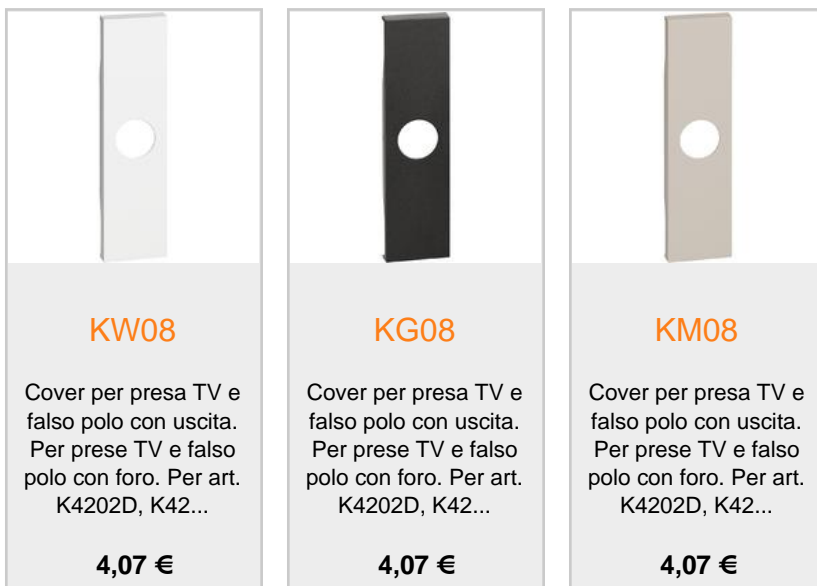 KW08
Cover per presa TV e
falso polo con uscita.
Per prese TV e falso
polo con foro. Per art.
K4202D, K42...
4,07 €
KG08
Cover per presa TV e
falso polo con uscita.
Per prese TV e falso
polo con foro. Per art.
K4202D, K42...
4,07 €
KM08
Cover per presa TV e
falso polo con uscita.
Per prese TV e falso
polo con foro. Per art.
K4202D, K42...
4,07 €